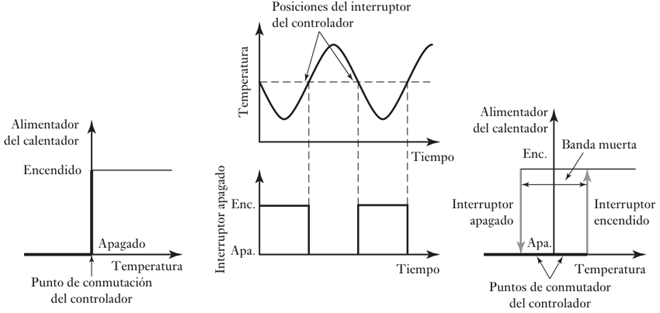 Alimentador
del calentador
Encendido
Apagado
Temperatura
Punto de conmutación
del controlador
Posiciones del interruptor
del controlador
Temperatura
Tiempo
Interruptor apagado
Enc.
Apa.
Tiempo
Alimentador
del calentador
Enc.
Banda muerta
Interruptor
apagado
Interruptor
encendido
Apa.
Temperatura
Puntos de conmutador
del controlador